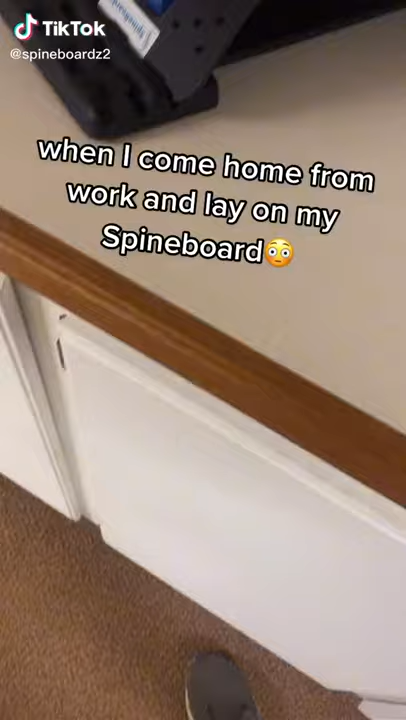 TikTok
@spineboardz2
when I come home from
work and lay on my
Spineboard😳